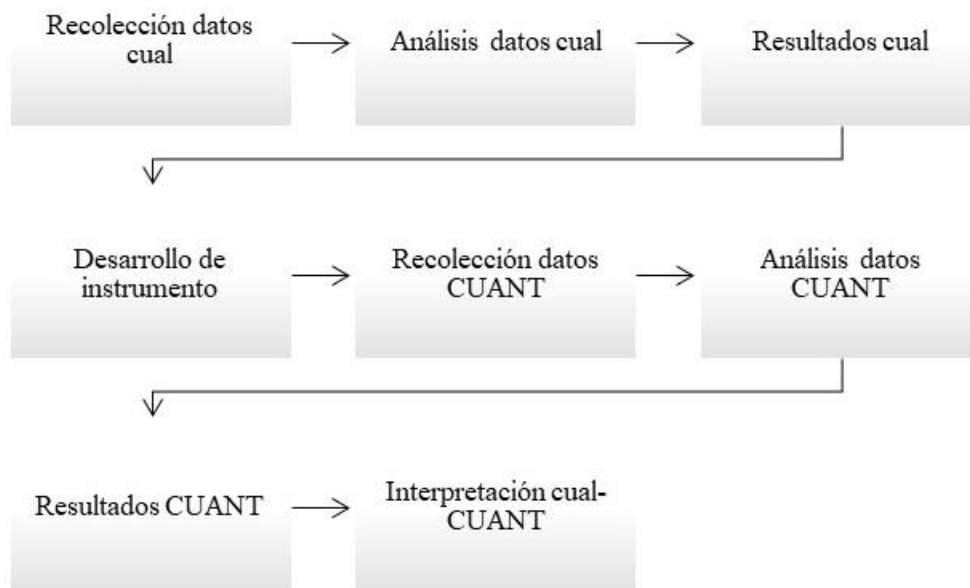 Recolección datos
cual
Análisis datos cual
Resultados cual
Desarrollo de
instrumento
Recolección datos
CUANT
Análisis datos
CUANT
Resultados CUANT
Interpretación cual-
CUANT